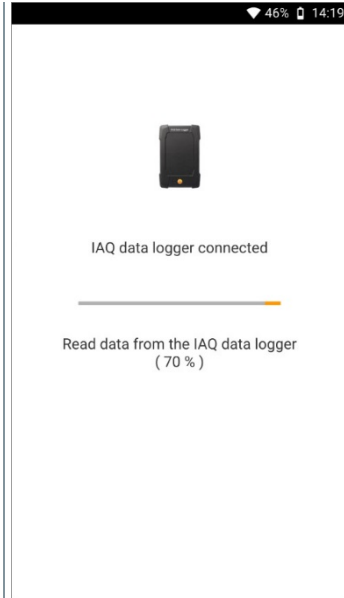 46% 14:19
IAQ data logger connected
Read data from the IAQ data logger
( 70 % )